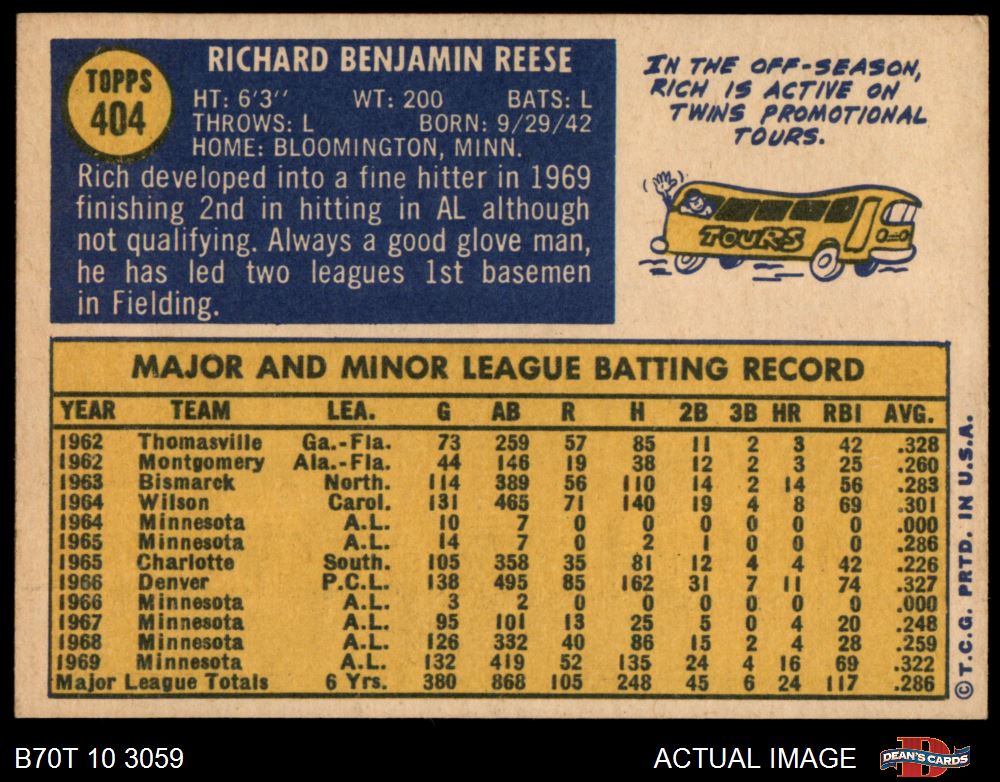 TOPPS
404
RICHARD BENJAMIN REESE
HT: 6'3'' WT: 200 BATS: L
THROWS: L BORN: 9/29/42
HOME: BLOOMINGTON, MINN.
Rich developed into a fine hitter in 1969
finishing 2nd in hitting in AL although
not qualifying. Always a good glove man,
he has led two leagues 1st basemen
in Fielding.
IN THE OFF-SEASON,
RICH IS ACTIVE ON
TWINS PROMOTIONAL
TOURS.
TOURS
MAJOR AND MINOR LEAGUE BATTING RECORD
YEAR TEAM LEA. G AB R H 2B 3B HR RBI AVG.
1962 Thomasville Ga.-Fla. 73 259 57 85 11 2 3 42 .328
1962 Montgomery Ala.-Fla. 44 146 19 38 12 2 3 25 .260
1963 Bismarck North. 114 389 56 110 14 2 14 56 .283
1964 Wilson Carol. 131 465 71 140 19 4 8 69 .301
1964 Minnesota A.L. 10 7 0 0 0 0 0 0 .000
1965 Minnesota A.L. 14 7 0 2 1 0 0 0 .286
1965 Charlotte South. 105 358 35 81 12 4 4 42 .226
1966 Denver P.C.L. 138 495 85 162 31 7 11 74 .327
1966 Minnesota A.L. 3 2 0 0 0 0 0 0 .000
1967 Minnesota A.L. 95 101 13 25 5 0 4 20 .248
1968 Minnesota A.L. 126 332 40 86 15 2 4 28 .259
1969 Minnesota A.L. 132 419 52 135 24 4 16 69 .322
Major League Totals 6 Yrs. 380 868 105 248 45 6 24 117 .286
© T.C.G. PRTD. IN U.S.A.
B70T 10 3059 ACTUAL IMAGE
DEAN'S CARDS